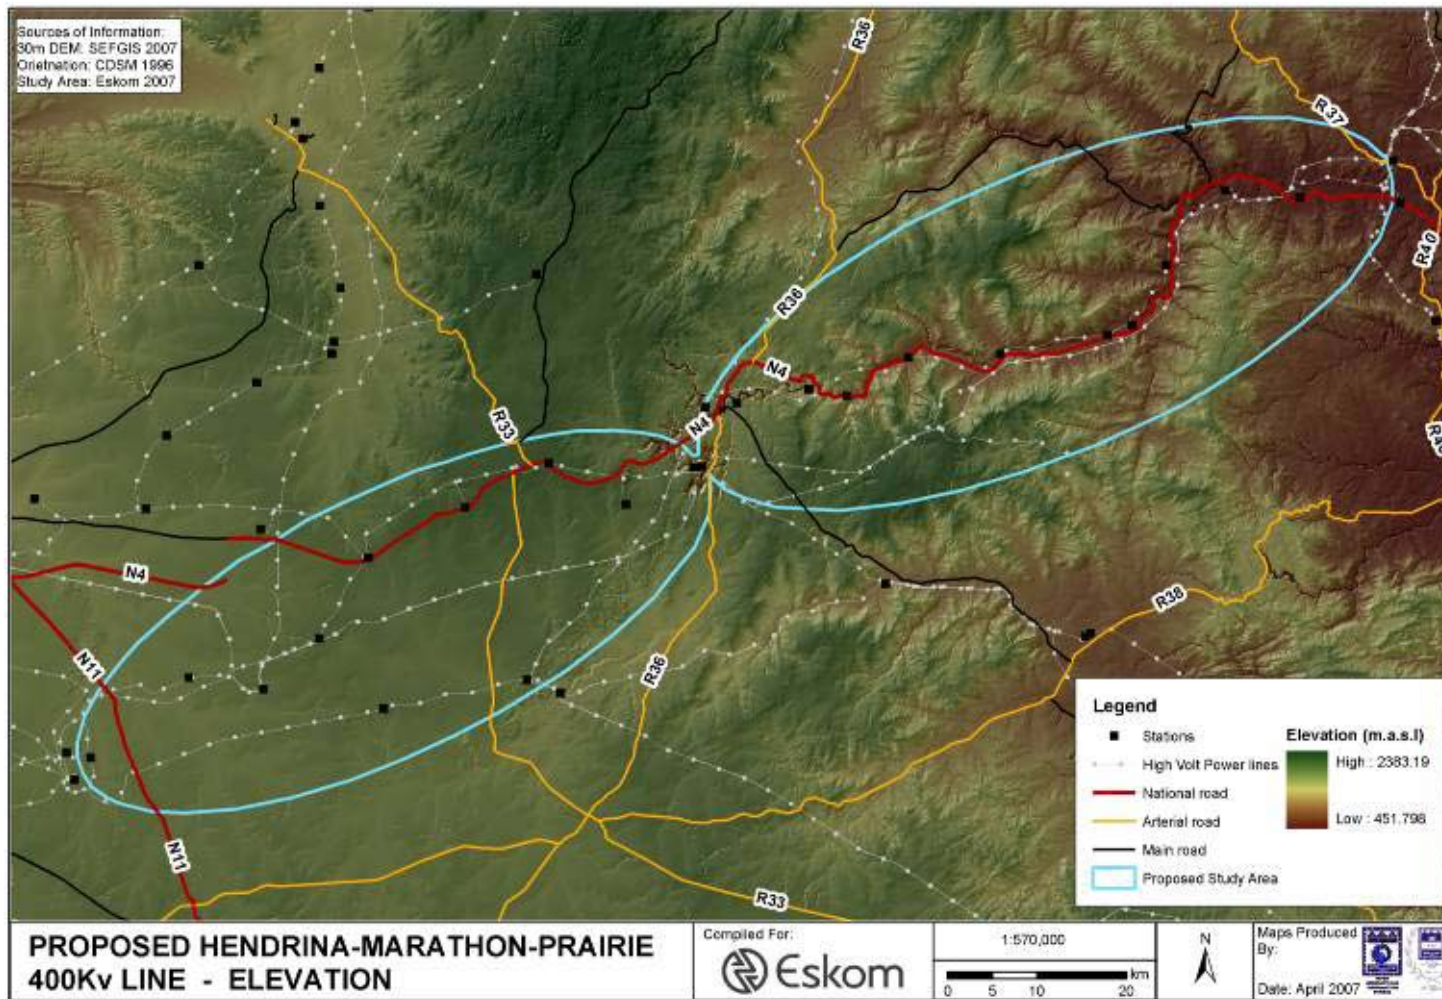 Sources of Information:
30m DEM: SEFGIS 2007
Orietnation: CDSM 1996
Study Area: Eskom 2007
R36
R37
R40
R36
N4
R33
N4
R40
N4
R38
N11
R36
N11
R33
Legend
Stations
High Volt Power lines
National road
Arterial road
Main road
Proposed Study Area
Elevation (m.a.s.l)
High : 2383.19
Low : 451.798
PROPOSED HENDRINA-MARATHON-PRAIRIE
400Kv LINE - ELEVATION
Compiled For:
Eskom
1:570,000
km
0 5 10 20
N
Maps Produced
By:
Date: April 2007